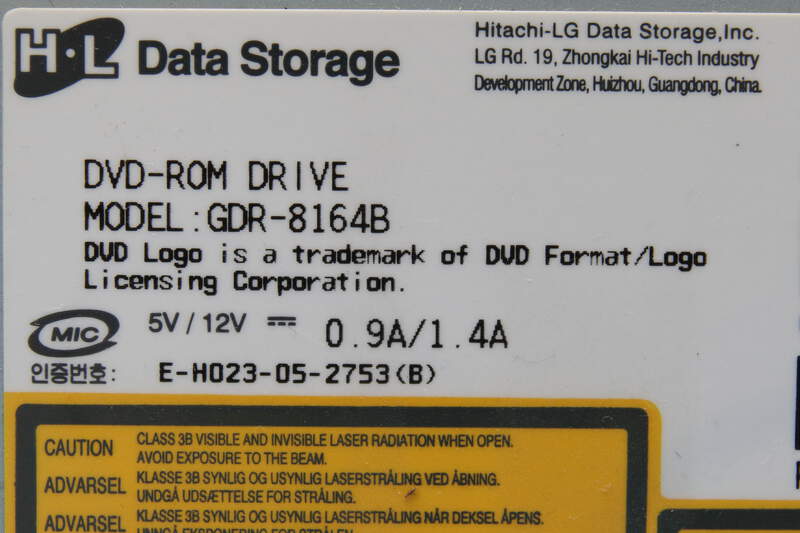 H·L Data Storage
Hitachi-LG Data Storage,Inc.
LG Rd. 19, Zhongkai Hi-Tech Industry
Development Zone, Huizhou, Guangdong, China.
DVD-ROM DRIVE
MODEL:GDR-8164B
DVD Logo is a trademark of DVD Format/Logo
Licensing Corporation.
MIC 5V / 12V ⎓ 0.9A/1.4A
인증번호: E-H023-05-2753(B)
CAUTION CLASS 3B VISIBLE AND INVISIBLE LASER RADIATION WHEN OPEN.
AVOID EXPOSURE TO THE BEAM.
ADVARSEL KLASSE 3B SYNLIG OG USYNLIG LASERSTRÅLING VED ÅBNING.
UNDGÅ UDSÆTTELSE FOR STRÅLING.
ADVARSEL KLASSE 3B SYNLIG OG USYNLIG LASERSTRÅLING NÅR DEKSEL ÅPENS.
UNNGÅ EKSPONERING FOR STRÅLEN